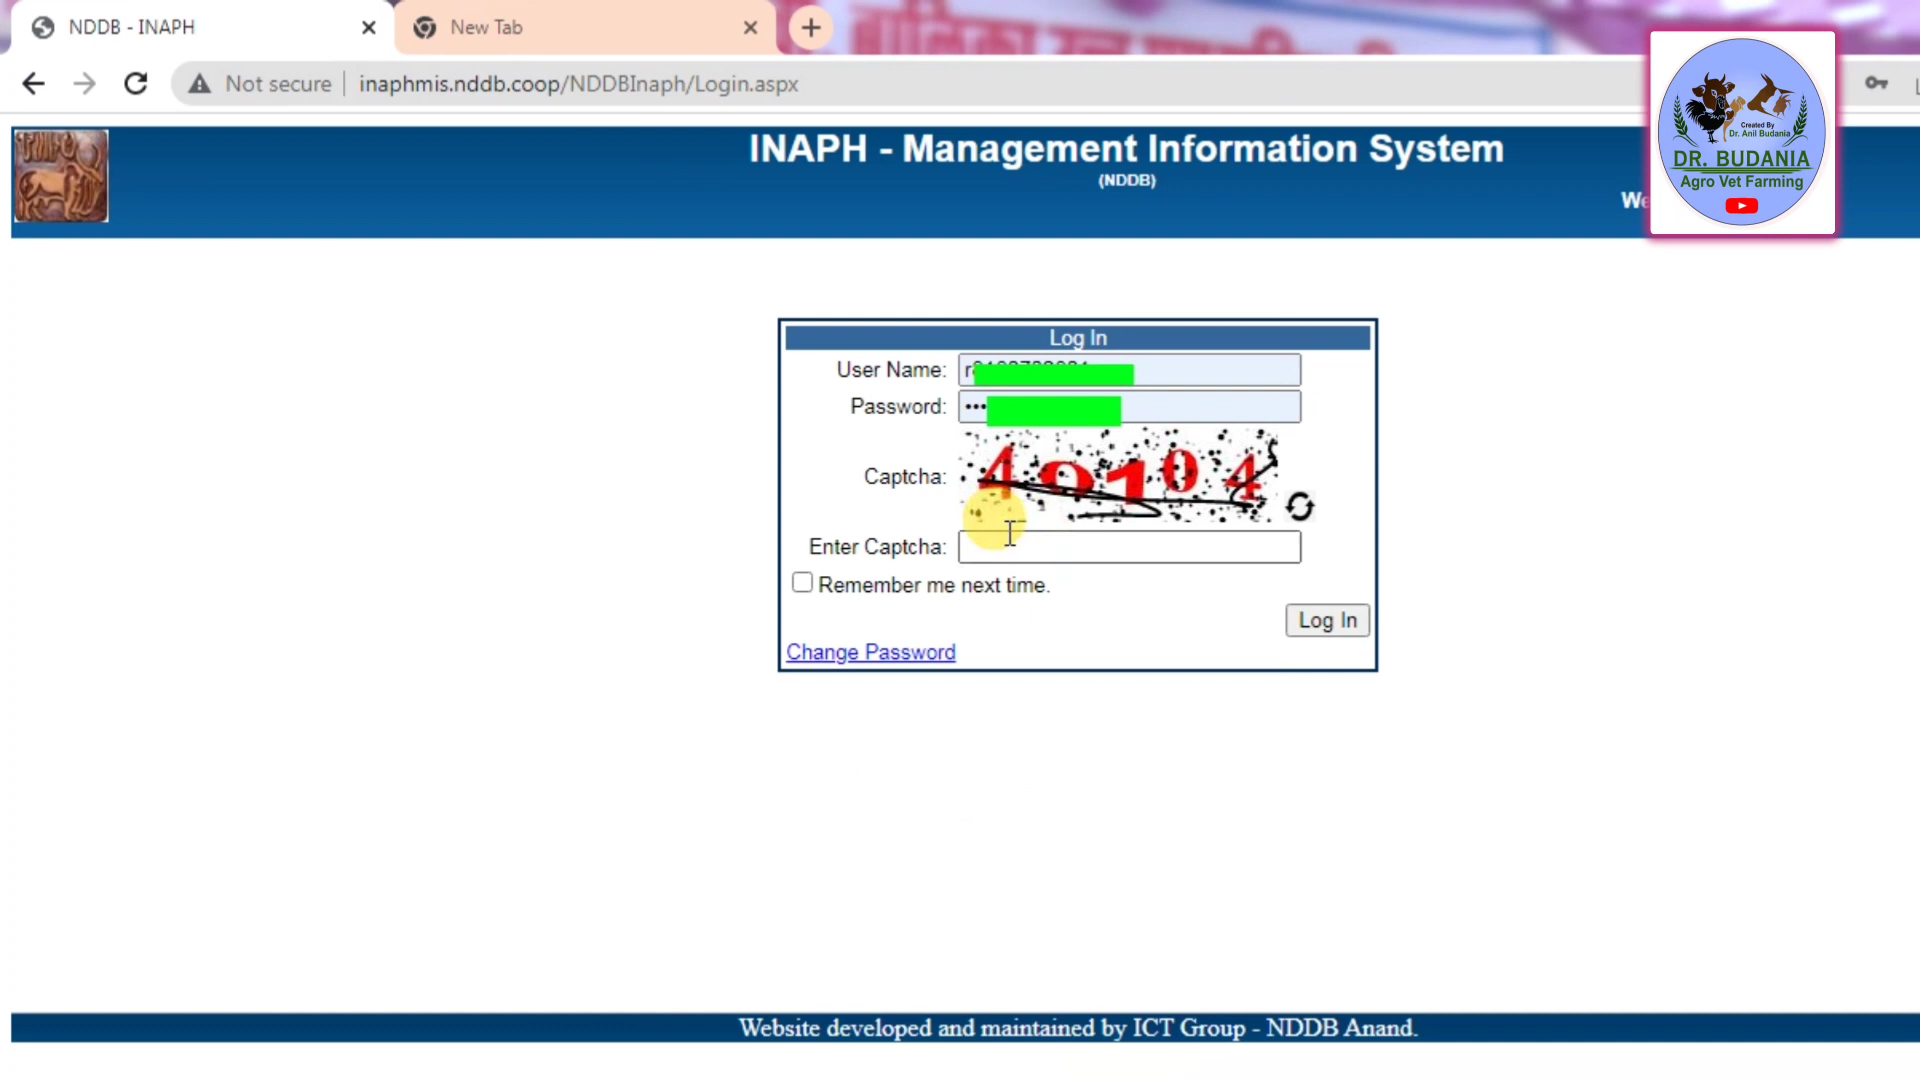 NDDB - INAPH
New Tab
Not secure inaphmis.nddb.coop/NDDBInaph/Login.aspx
INAPH - Management Information System
(NDDB)
Created By
Dr. Anil Budania
DR. BUDANIA
Agro Vet Farming
Log In
User Name:
Password:
Captcha:
Enter Captcha:
Remember me next time.
Log In
Change Password
Website developed and maintained by ICT Group - NDDB Anand.